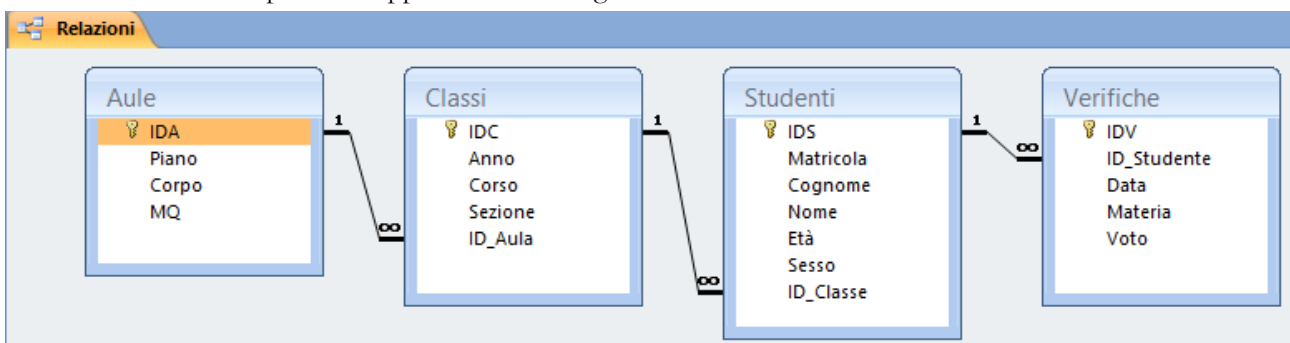 Relazioni
Aule
IDA
Piano
Corpo
MQ
1
∞
Classi
IDC
Anno
Corso
Sezione
ID_Aula
1
∞
Studenti
IDS
Matricola
Cognome
Nome
Età
Sesso
ID_Classe
1
∞
Verifiche
IDV
ID_Studente
Data
Materia
Voto